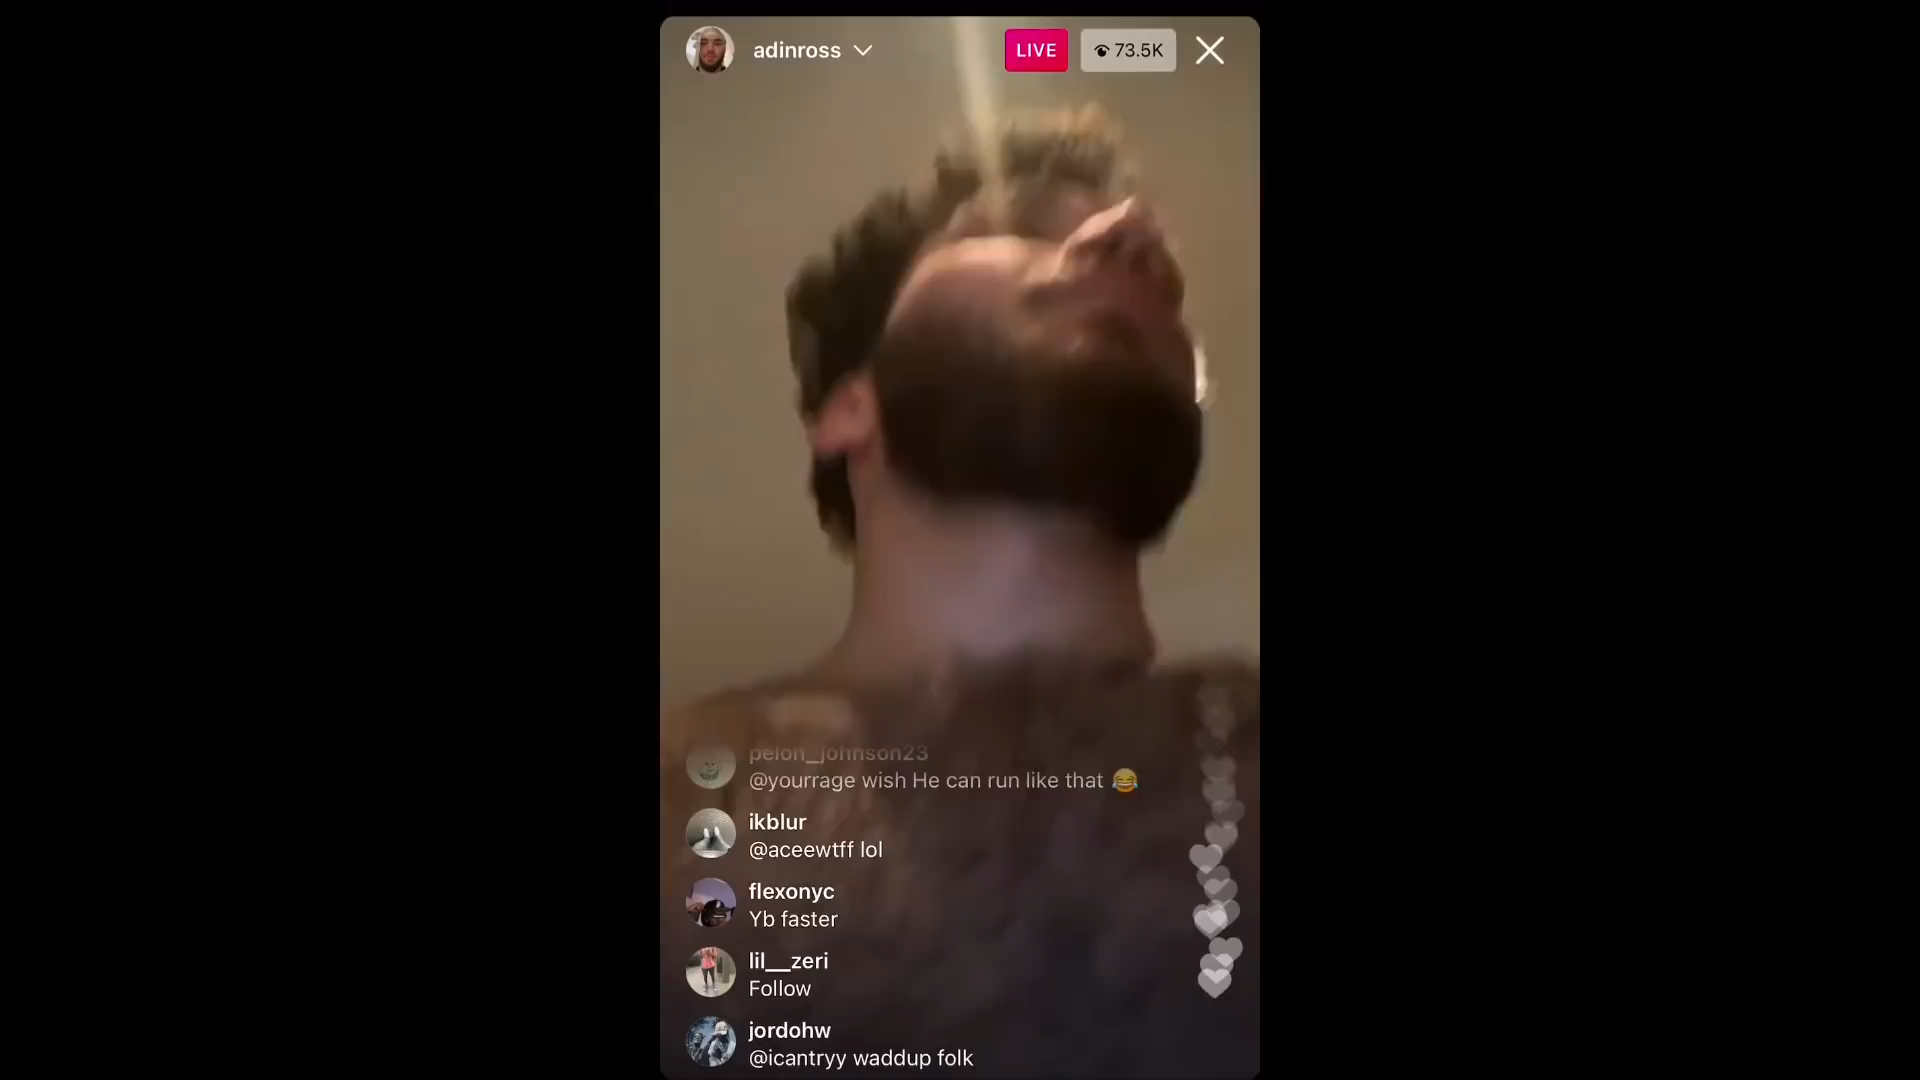 adinross
LIVE
73.5K
pelon_johnson23
@yourrage wish He can run like that 😂
ikblur
@aceewtff lol
flexonyc
Yb faster
lil__zeri
Follow
jordohw
@icantryy waddup folk